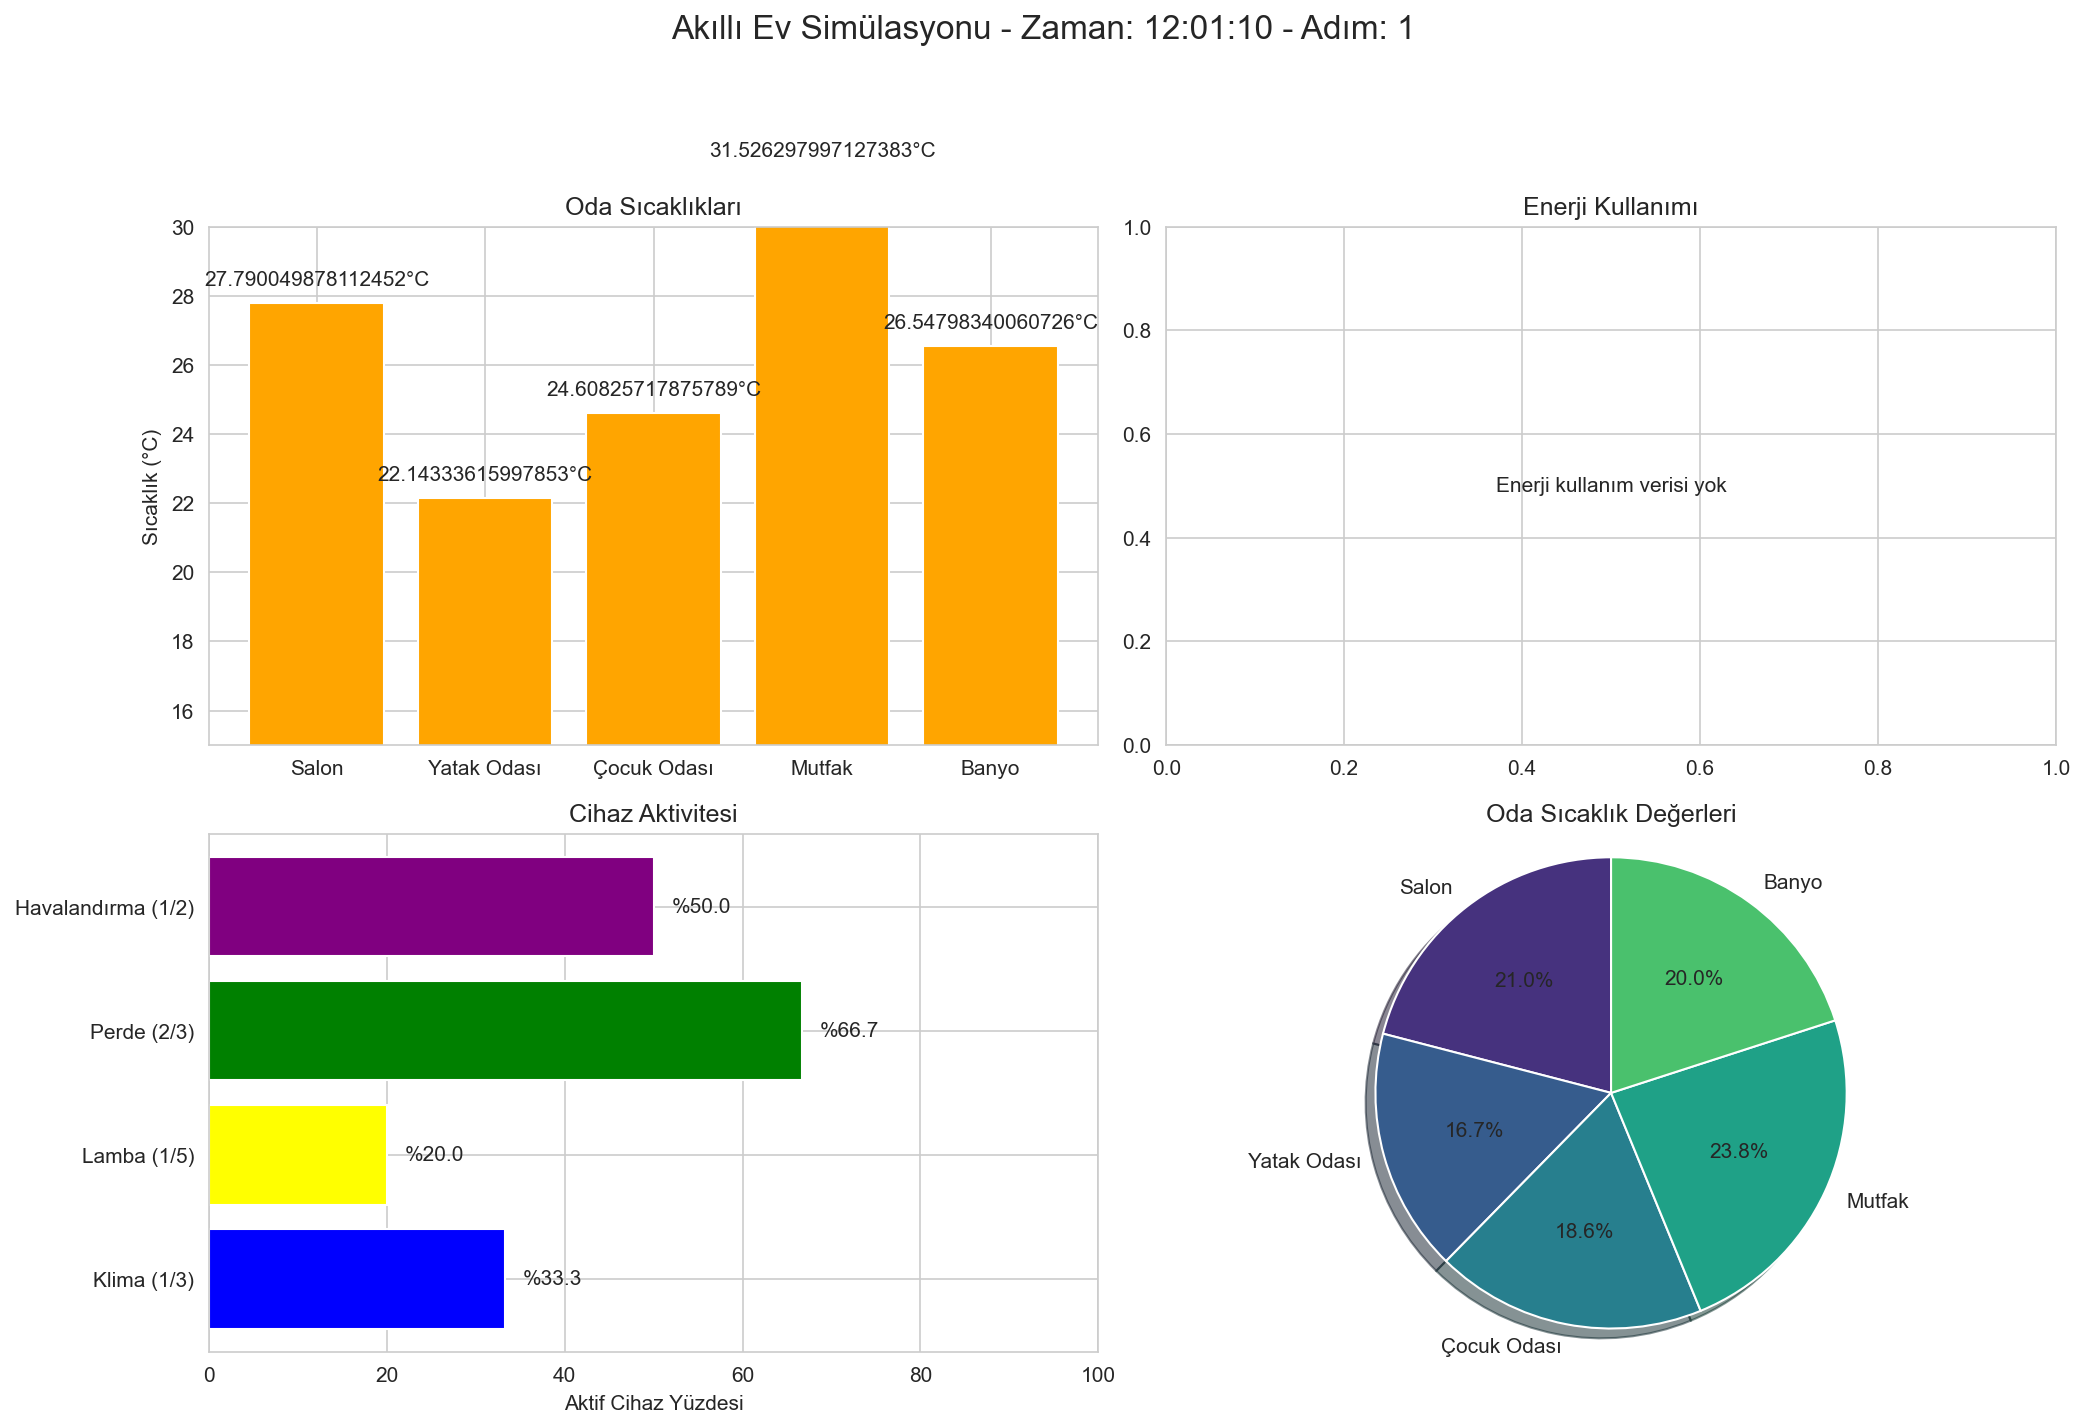 Akıllı Ev Simülasyonu - Zaman: 12:01:10 - Adım: 1
31.526297997127383°C
Oda Sıcaklıkları
30
28
26
24
22
20
18
16
Sıcaklık (°C)
27.790049878112452°C
22.14333615997853°C
24.60825717875789°C
26.54798340060726°C
Salon
Yatak Odası
Çocuk Odası
Mutfak
Banyo
Enerji Kullanımı
1.0
0.8
0.6
0.4
0.2
0.0
Enerji kullanım verisi yok
0.0
0.2
0.4
0.6
0.8
1.0
Cihaz Aktivitesi
Havalandırma (1/2)
%50.0
Perde (2/3)
%66.7
Lamba (1/5)
%20.0
Klima (1/3)
%33.3
0
20
40
60
80
100
Aktif Cihaz Yüzdesi
Oda Sıcaklık Değerleri
Salon
21.0%
Banyo
20.0%
Yatak Odası
16.7%
Mutfak
23.8%
Çocuk Odası
18.6%